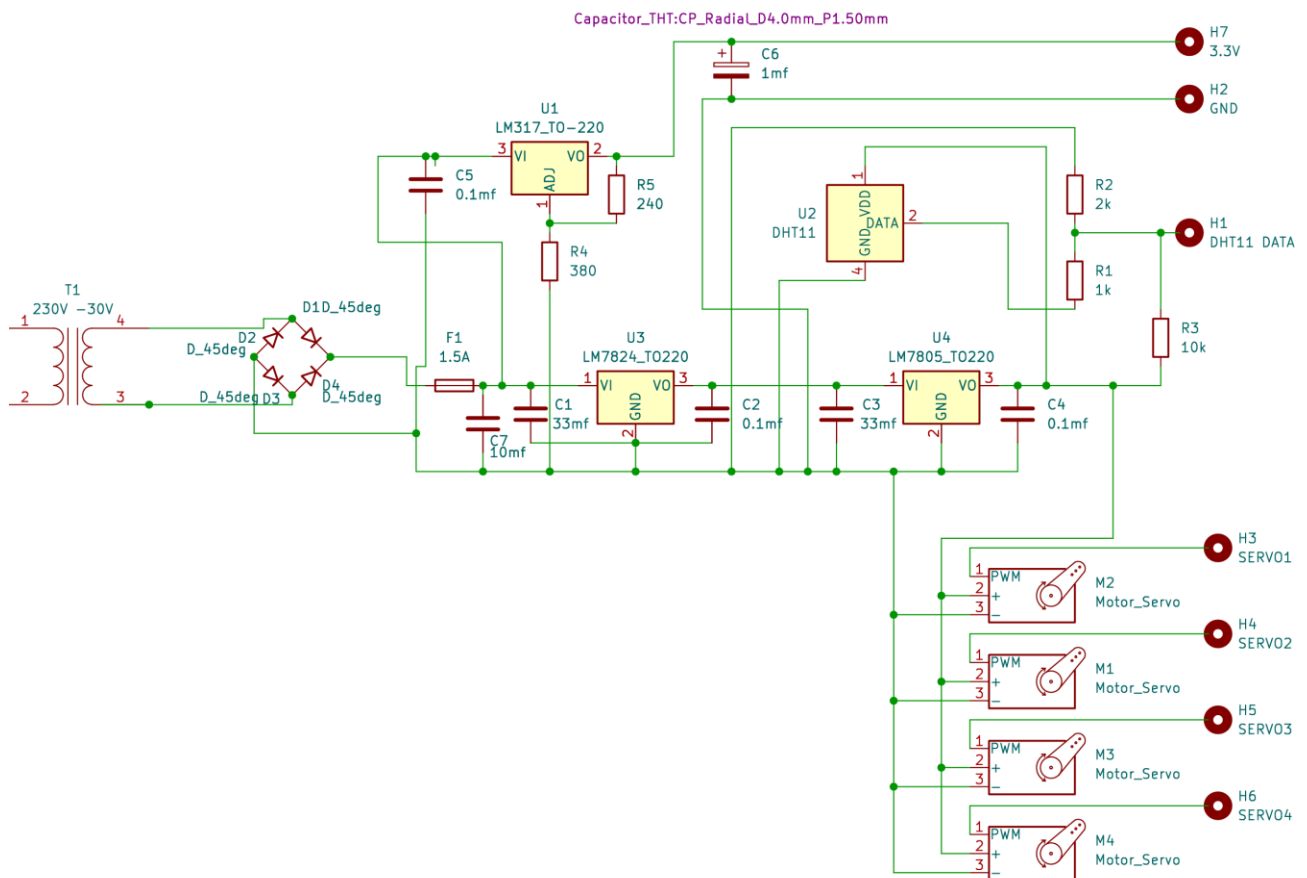 Capacitor_THT:CP_Radial_D4.0mm_P1.50mm
H7
3.3V
C6
1mf
+
H2
GND
U1
LM317_TO-220
3 VI VO 2
ADJ
1
C5
0.1mf
R5
240
R4
380
U2
DHT11
1
VDD
DATA 2
GND
4
R2
2k
R1
1k
H1
DHT11 DATA
R3
10k
T1
230V -30V
1 4
2 3
D1D_45deg
D2
D_45deg
D_45deg D3
D4
D_45deg
F1
1.5A
C7
10mf
C1
33mf
U3
LM7824_TO220
1 VI VO 3
GND
2
C2
0.1mf
C3
33mf
U4
LM7805_TO220
1 VI VO 3
GND
2
C4
0.1mf
H3
SERVO1
1 PWM
2 +
3 -
M2
Motor_Servo
H4
SERVO2
1 PWM
2 +
3 -
M1
Motor_Servo
H5
SERVO3
1 PWM
2 +
3 -
M3
Motor_Servo
H6
SERVO4
1 PWM
2 +
3 -
M4
Motor_Servo